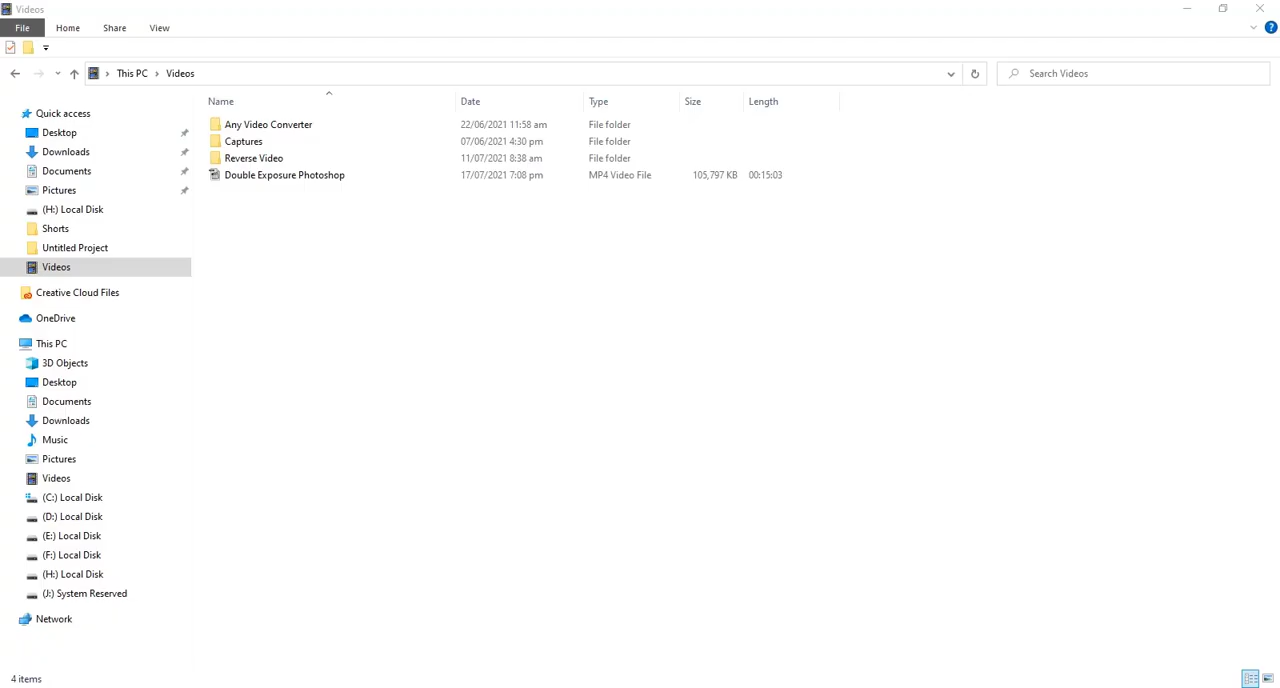 Videos
File Home Share View
This PC > Videos
Search Videos
Name Date Type Size Length
Any Video Converter 22/06/2021 11:58 am File folder
Captures 07/06/2021 4:30 pm File folder
Reverse Video 11/07/2021 8:38 am File folder
Double Exposure Photoshop 17/07/2021 7:08 pm MP4 Video File 105,797 KB 00:15:03
Quick access
Desktop
Downloads
Documents
Pictures
(H:) Local Disk
Shorts
Untitled Project
Videos
Creative Cloud Files
OneDrive
This PC
3D Objects
Desktop
Documents
Downloads
Music
Pictures
Videos
(C:) Local Disk
(D:) Local Disk
(E:) Local Disk
(F:) Local Disk
(H:) Local Disk
(J:) System Reserved
Network
4 items